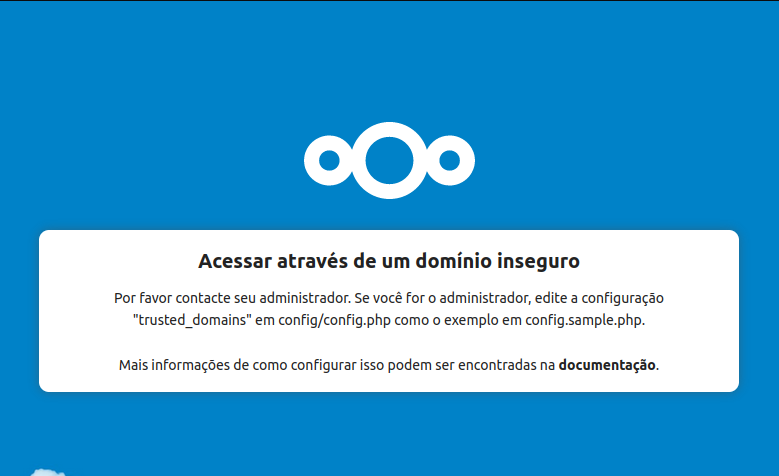 Acessar através de um domínio inseguro
Por favor contacte seu administrador. Se você for o administrador, edite a configuração
"trusted_domains" em config/config.php como o exemplo em config.sample.php.
Mais informações de como configurar isso podem ser encontradas na documentação.